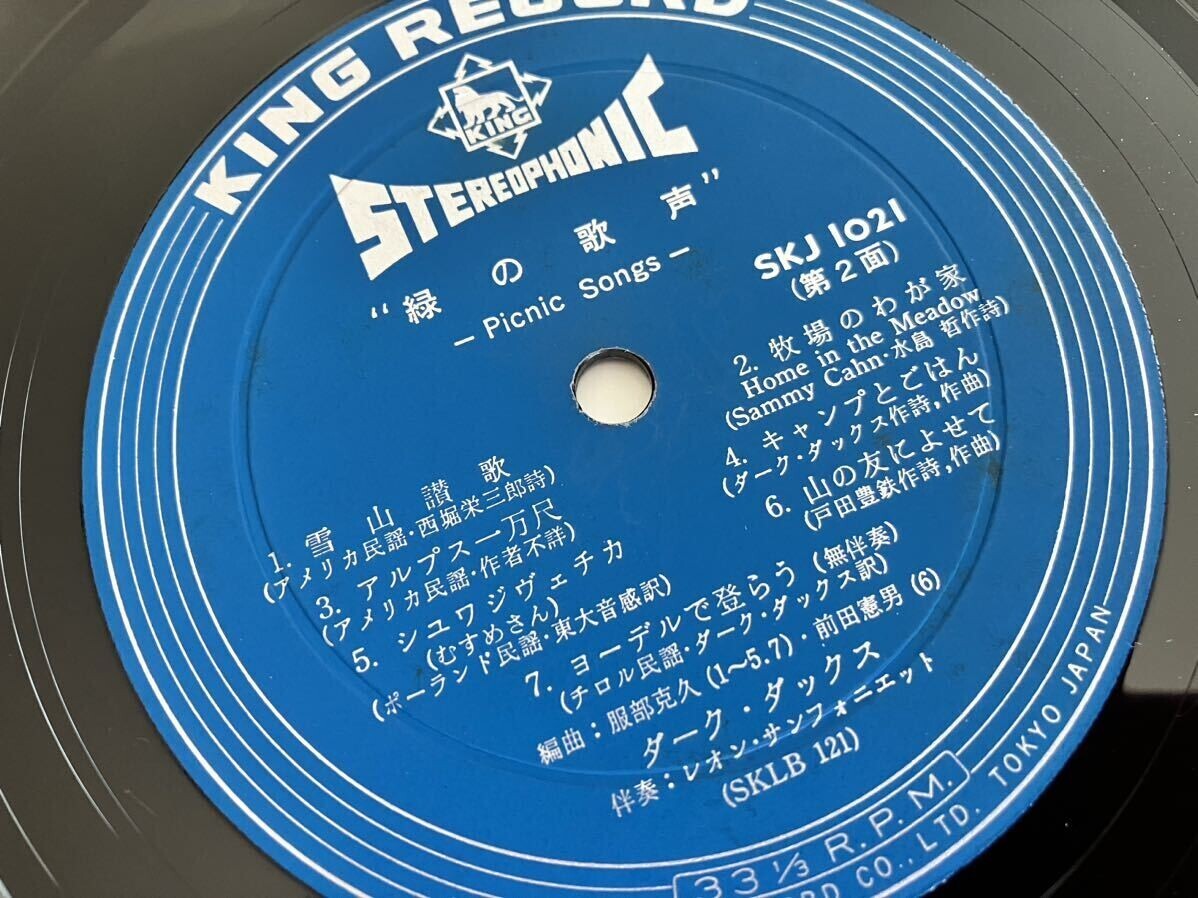 KING RECORD
KING
STEREOPHONIC
“緑の歌声”
— Picnic Songs —
SKJ 1021
(第2面)
1. 雪山讃歌
(アメリカ民謡・西堀栄三郎詩)
2. 牧場のわが家
Home in the Meadow
(Sammy Cahn・水島 哲作詩)
3. アルプス一万尺
(アメリカ民謡・作者不詳)
4. キャンプとごはん
(ダーク・ダックス作詩,作曲)
5. シュワジヴェチカ
(むすめさん)
(ポーランド民謡・東大音感訳)
6. 山の友によせて
(戸田豊鉄作詩,作曲)
7. ヨーデルで登らう (無伴奏)
(チロル民謡・ダーク・ダックス訳)
編曲:服部克久 (1~5.7)・前田憲男 (6)
ダーク・ダックス
伴奏:レオン・サンフォニエット
(SKLB 121)
33 1/3 R.P.M.
RD CO., LTD. TOKYO JAPAN